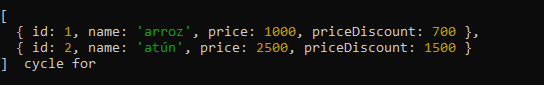 [
  { id: 1, name: 'arroz', price: 1000, priceDiscount: 700 },
  { id: 2, name: 'atún', price: 2500, priceDiscount: 1500 }
]  cycle for